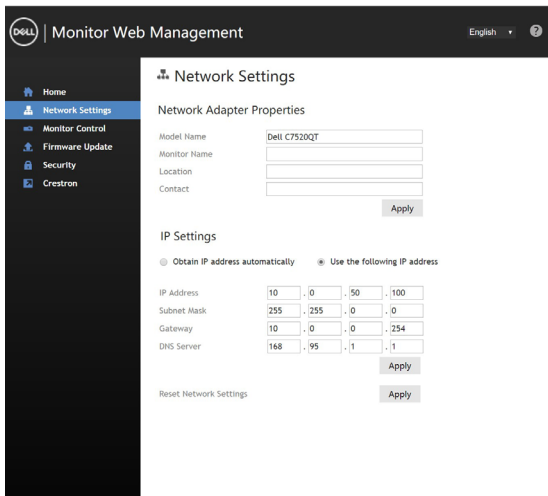 DELL | Monitor Web Management
English
?
Home
Network Settings
Monitor Control
Firmware Update
Security
Crestron
Network Settings
Network Adapter Properties
Model Name Dell C7520QT
Monitor Name
Location
Contact
Apply
IP Settings
Obtain IP address automatically Use the following IP address
IP Address 10 . 0 . 50 . 100
Subnet Mask 255 . 255 . 0 . 0
Gateway 10 . 0 . 0 . 254
DNS Server 168 . 95 . 1 . 1
Apply
Reset Network Settings Apply